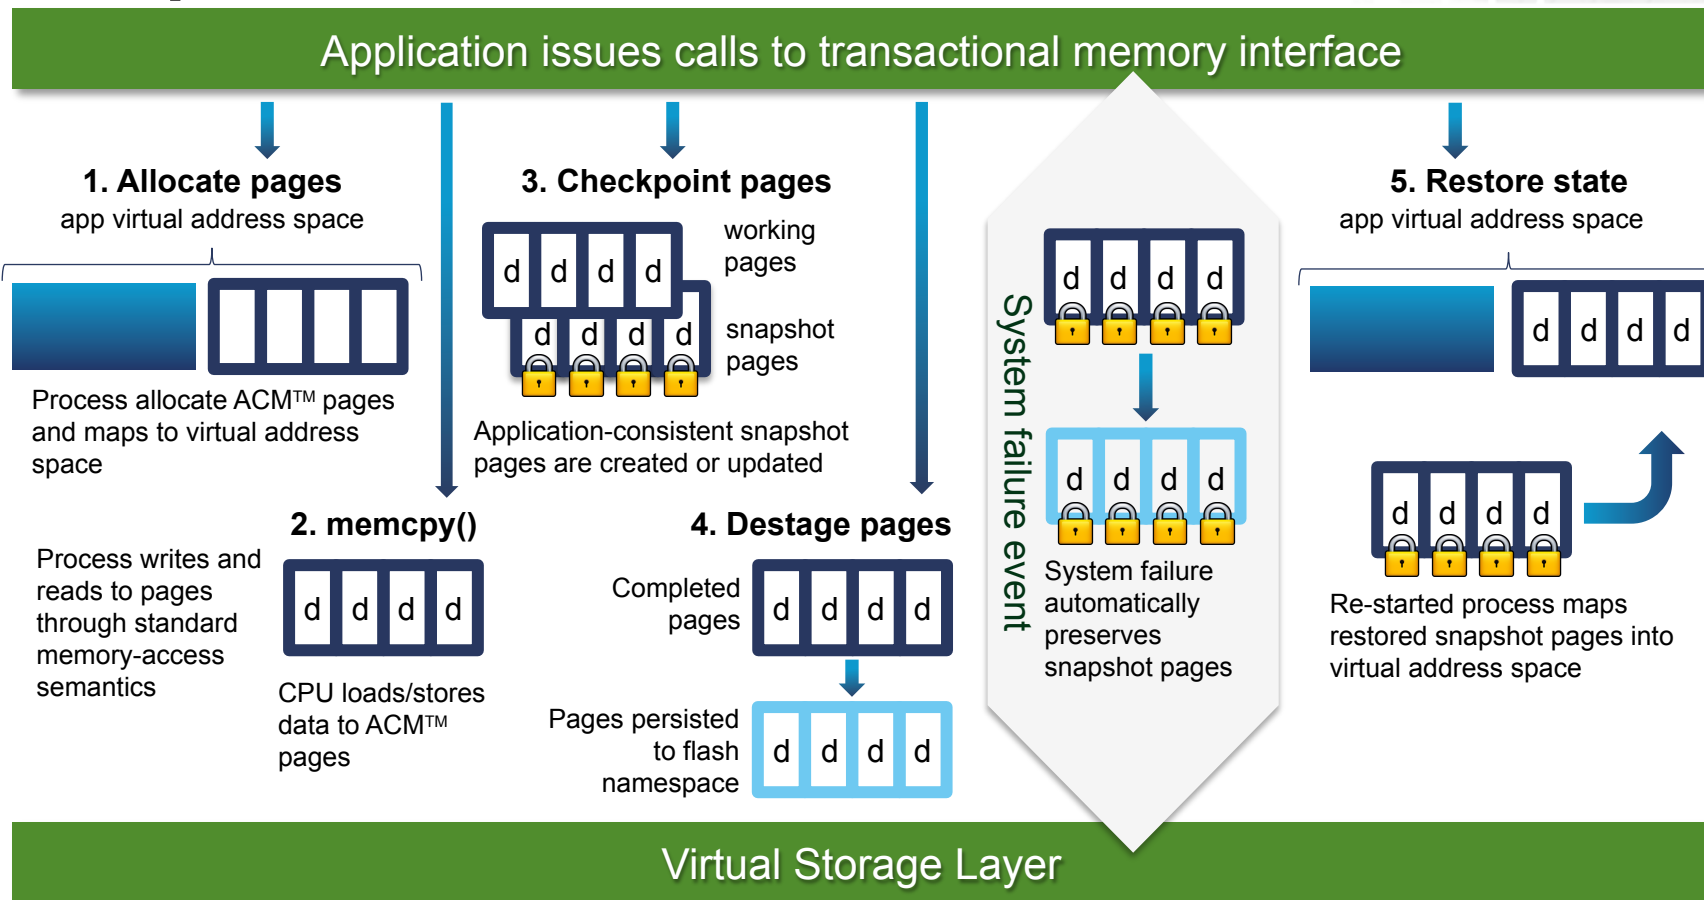 Application issues calls to transactional memory interface
1. Allocate pages
app virtual address space
Process allocate ACM™ pages
and maps to virtual address
space
2. memcpy()
Process writes and
reads to pages
through standard
memory-access
semantics
d d d d
CPU loads/stores
data to ACM™
pages
3. Checkpoint pages
d d d d
working
pages
d d d d
snapshot
pages
Application-consistent snapshot
pages are created or updated
4. Destage pages
Completed
pages
d d d d
Pages persisted
to flash
namespace
d d d d
System failure event
d d d d
d d d d
System failure
automatically
preserves
snapshot pages
5. Restore state
app virtual address space
d d d d
d d d d
Re-started process maps
restored snapshot pages into
virtual address space
Virtual Storage Layer